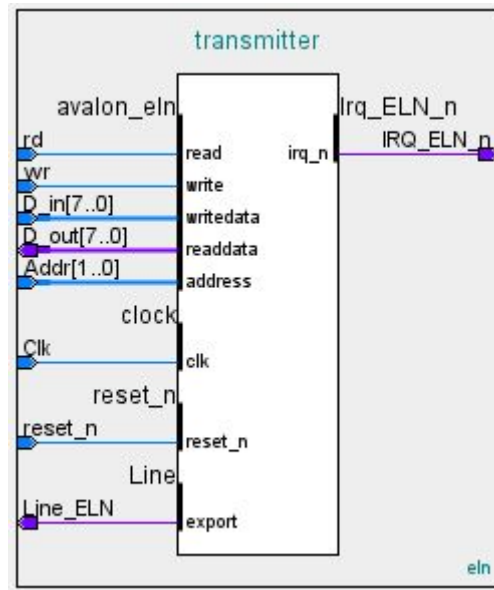 transmitter
avalon_eln
Irq_ELN_n
rd
read
irq_n
IRQ_ELN_n
wr
write
D_in[7..0]
writedata
D_out[7..0]
readdata
Addr[1..0]
address
clock
Clk
clk
reset_n
reset_n
reset_n
Line
Line_ELN
export
eln